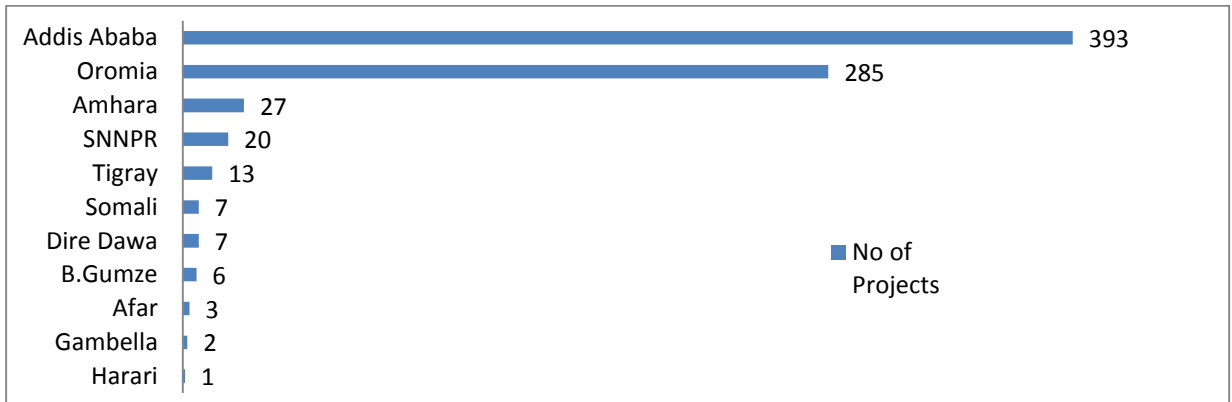 Addis Ababa 393
Oromia 285
Amhara 27
SNNPR 20
Tigray 13
Somali 7
Dire Dawa 7
B.Gumze 6
Afar 3
Gambella 2
Harari 1
No of
Projects